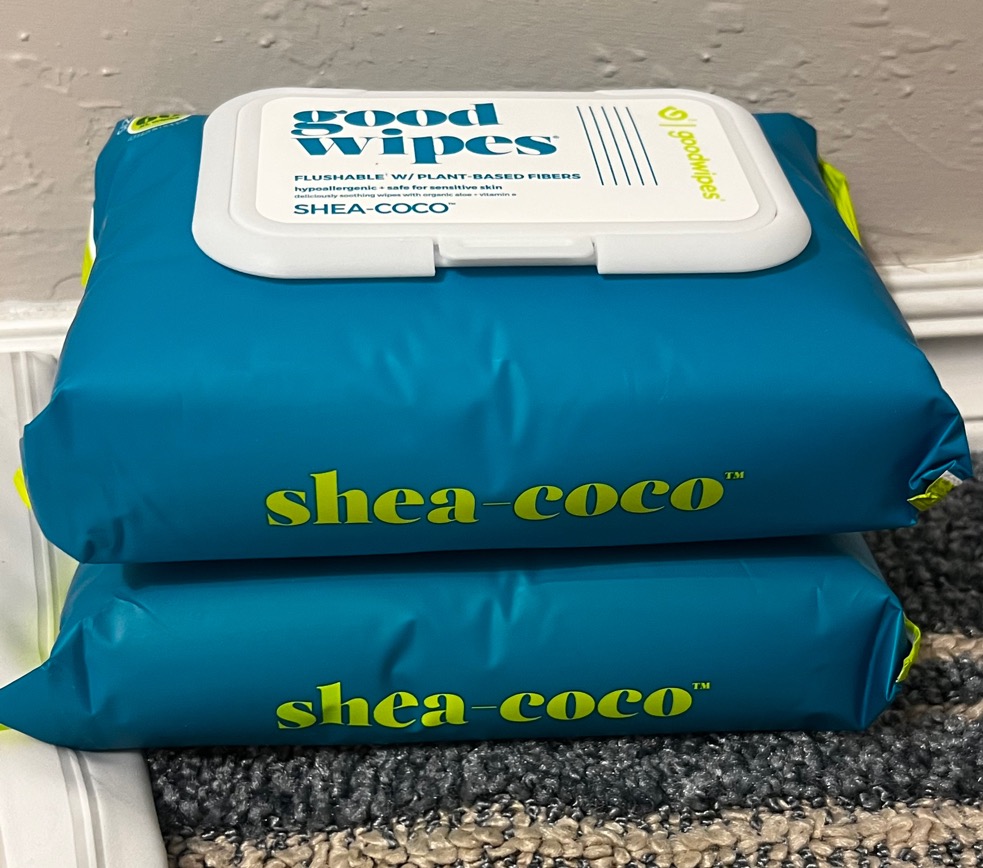 good
wipes®
FLUSHABLE† W/ PLANT-BASED FIBERS
hypoallergenic • safe for sensitive skin
deliciously soothing wipes with organic aloe + vitamin e
SHEA-COCO™
goodwipes®
shea-coco™
shea-coco™